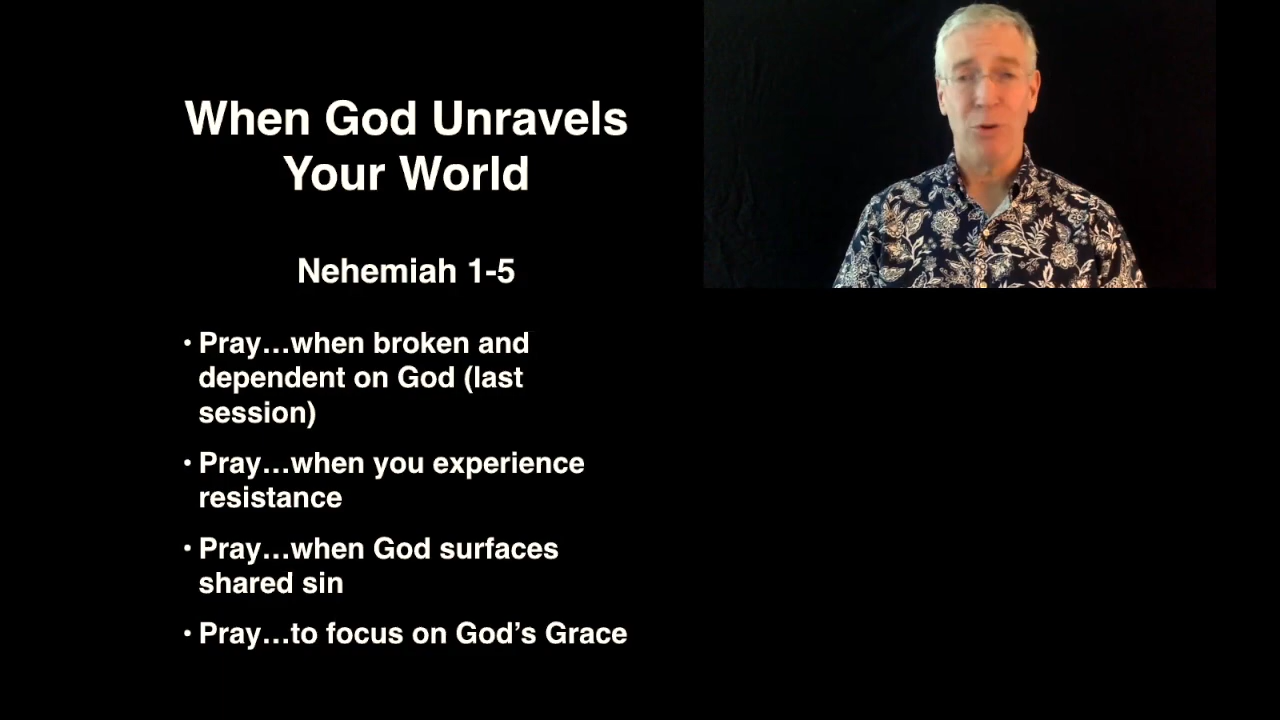 When God Unravels
Your World
Nehemiah 1-5
• Pray…when broken and
dependent on God (last
session)
• Pray…when you experience
resistance
• Pray…when God surfaces
shared sin
• Pray…to focus on God’s Grace